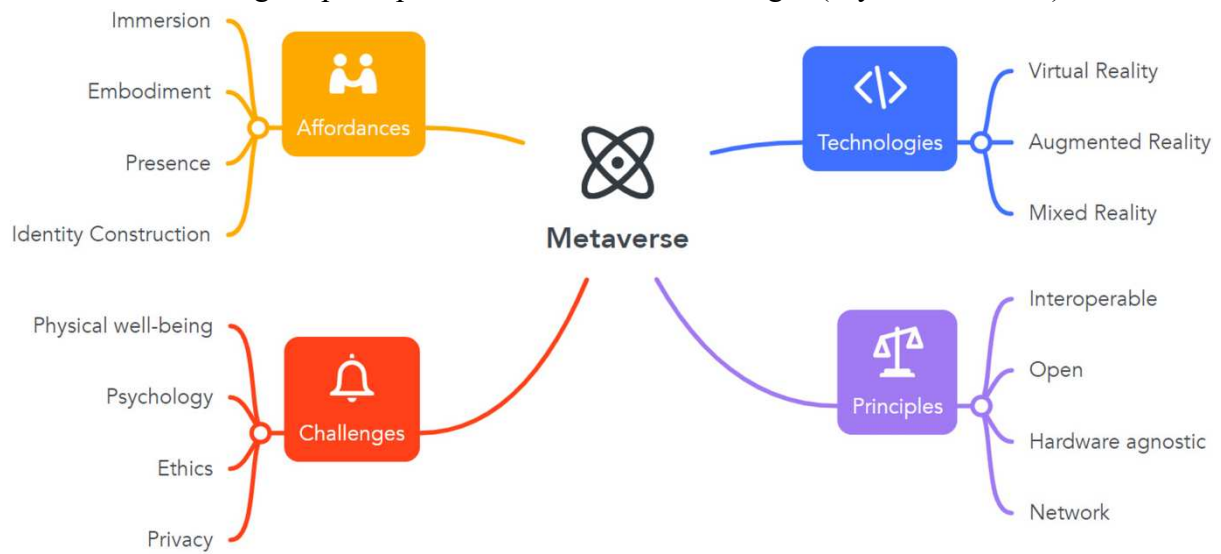 Immersion
Embodiment
Presence
Identity Construction
Affordances
Physical well-being
Psychology
Ethics
Privacy
Challenges
Metaverse
Technologies
Virtual Reality
Augmented Reality
Mixed Reality
Principles
Interoperable
Open
Hardware agnostic
Network